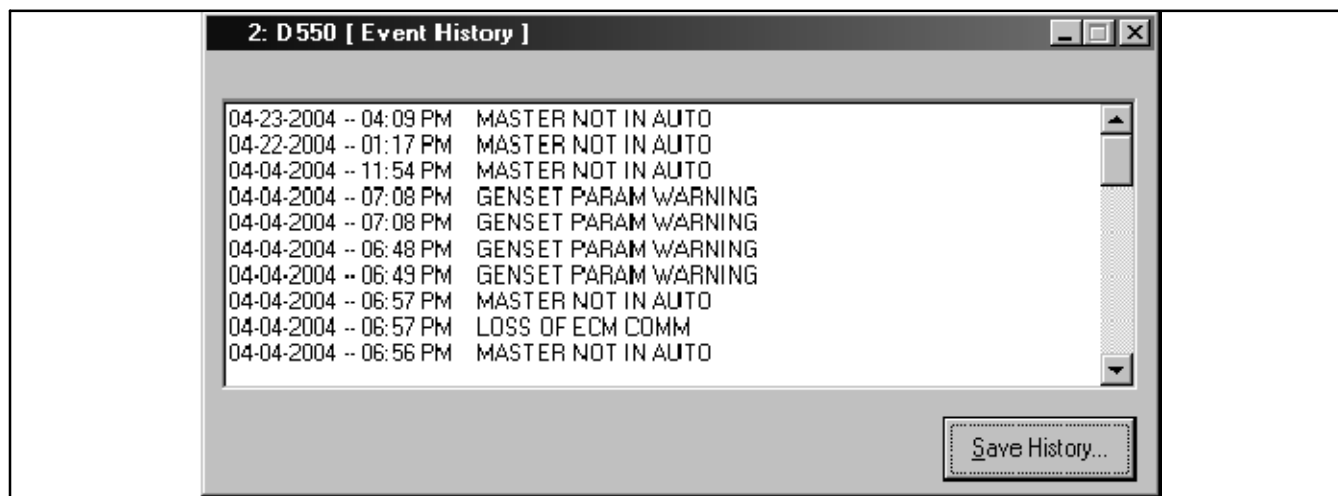 2: D550 [ Event History ]
04-23-2004 -- 04:09 PM MASTER NOT IN AUTO
04-22-2004 -- 01:17 PM MASTER NOT IN AUTO
04-04-2004 -- 11:54 PM MASTER NOT IN AUTO
04-04-2004 -- 07:08 PM GENSET PARAM WARNING
04-04-2004 -- 07:08 PM GENSET PARAM WARNING
04-04-2004 -- 06:48 PM GENSET PARAM WARNING
04-04-2004 -- 06:49 PM GENSET PARAM WARNING
04-04-2004 -- 06:57 PM MASTER NOT IN AUTO
04-04-2004 -- 06:57 PM LOSS OF ECM COMM
04-04-2004 -- 06:56 PM MASTER NOT IN AUTO
Save History...